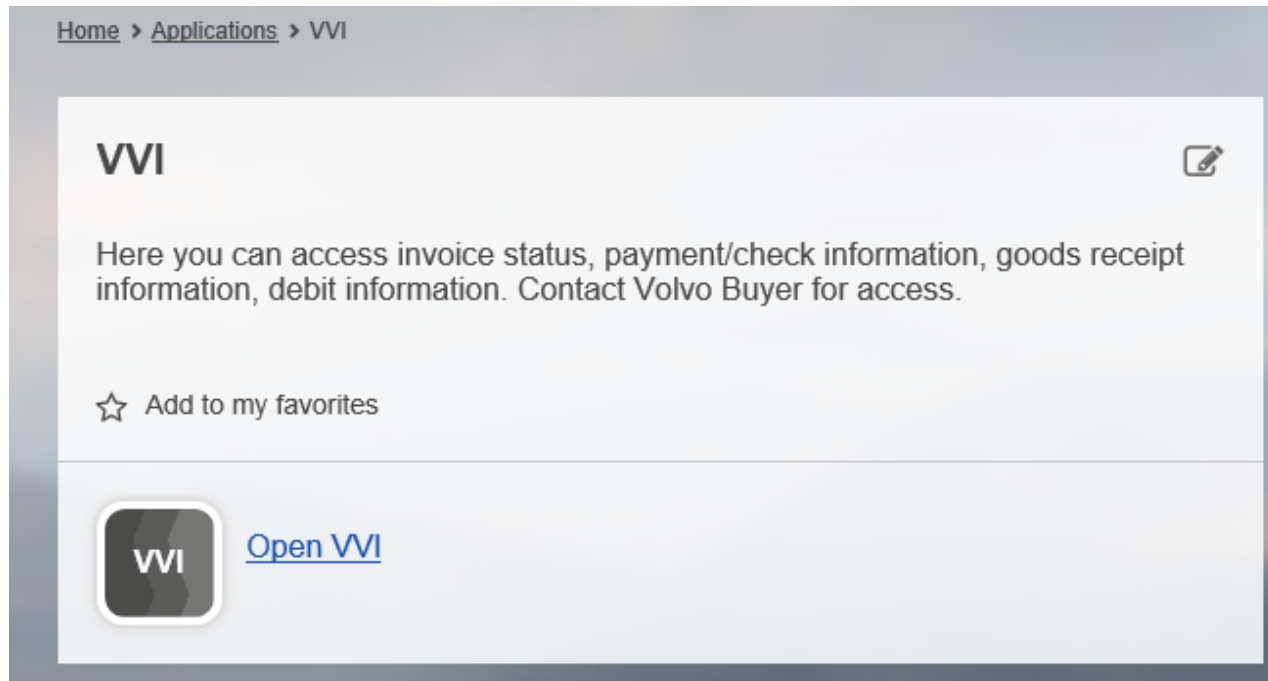 Home > Applications > VVI
VVI
Here you can access invoice status, payment/check information, goods receipt
information, debit information. Contact Volvo Buyer for access.
Add to my favorites
VVI
Open VVI